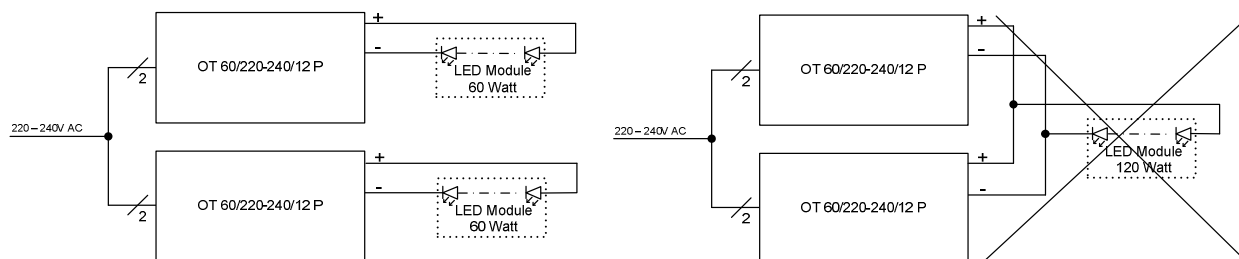 +
OT 60/220-240/12 P
-
2
LED Module
60 Watt
220 – 240V AC
+
OT 60/220-240/12 P
-
2
LED Module
60 Watt
+
OT 60/220-240/12 P
-
2
220 – 240V AC
LED Module
120 Watt
+
OT 60/220-240/12 P
-
2